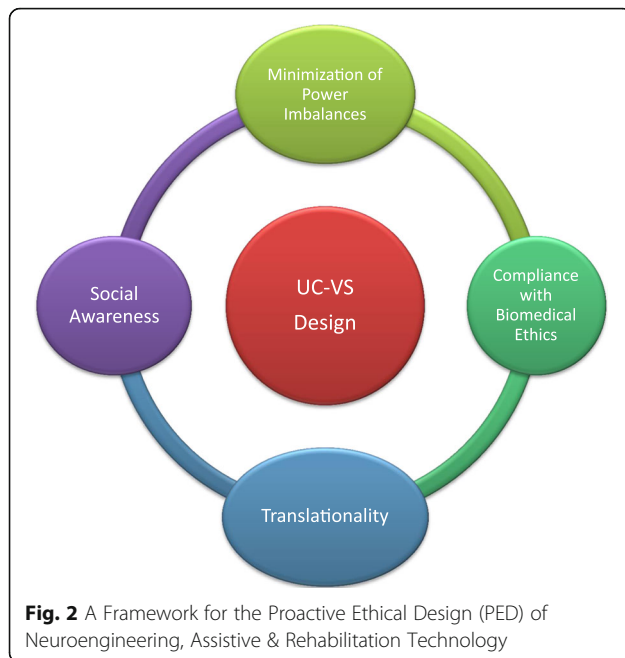 Minimization of
Power
Imbalances
Social
Awareness
UC-VS
Design
Compliance
with
Biomedical
Ethics
Translationality
Fig. 2 A Framework for the Proactive Ethical Design (PED) of
Neuroengineering, Assistive & Rehabilitation Technology